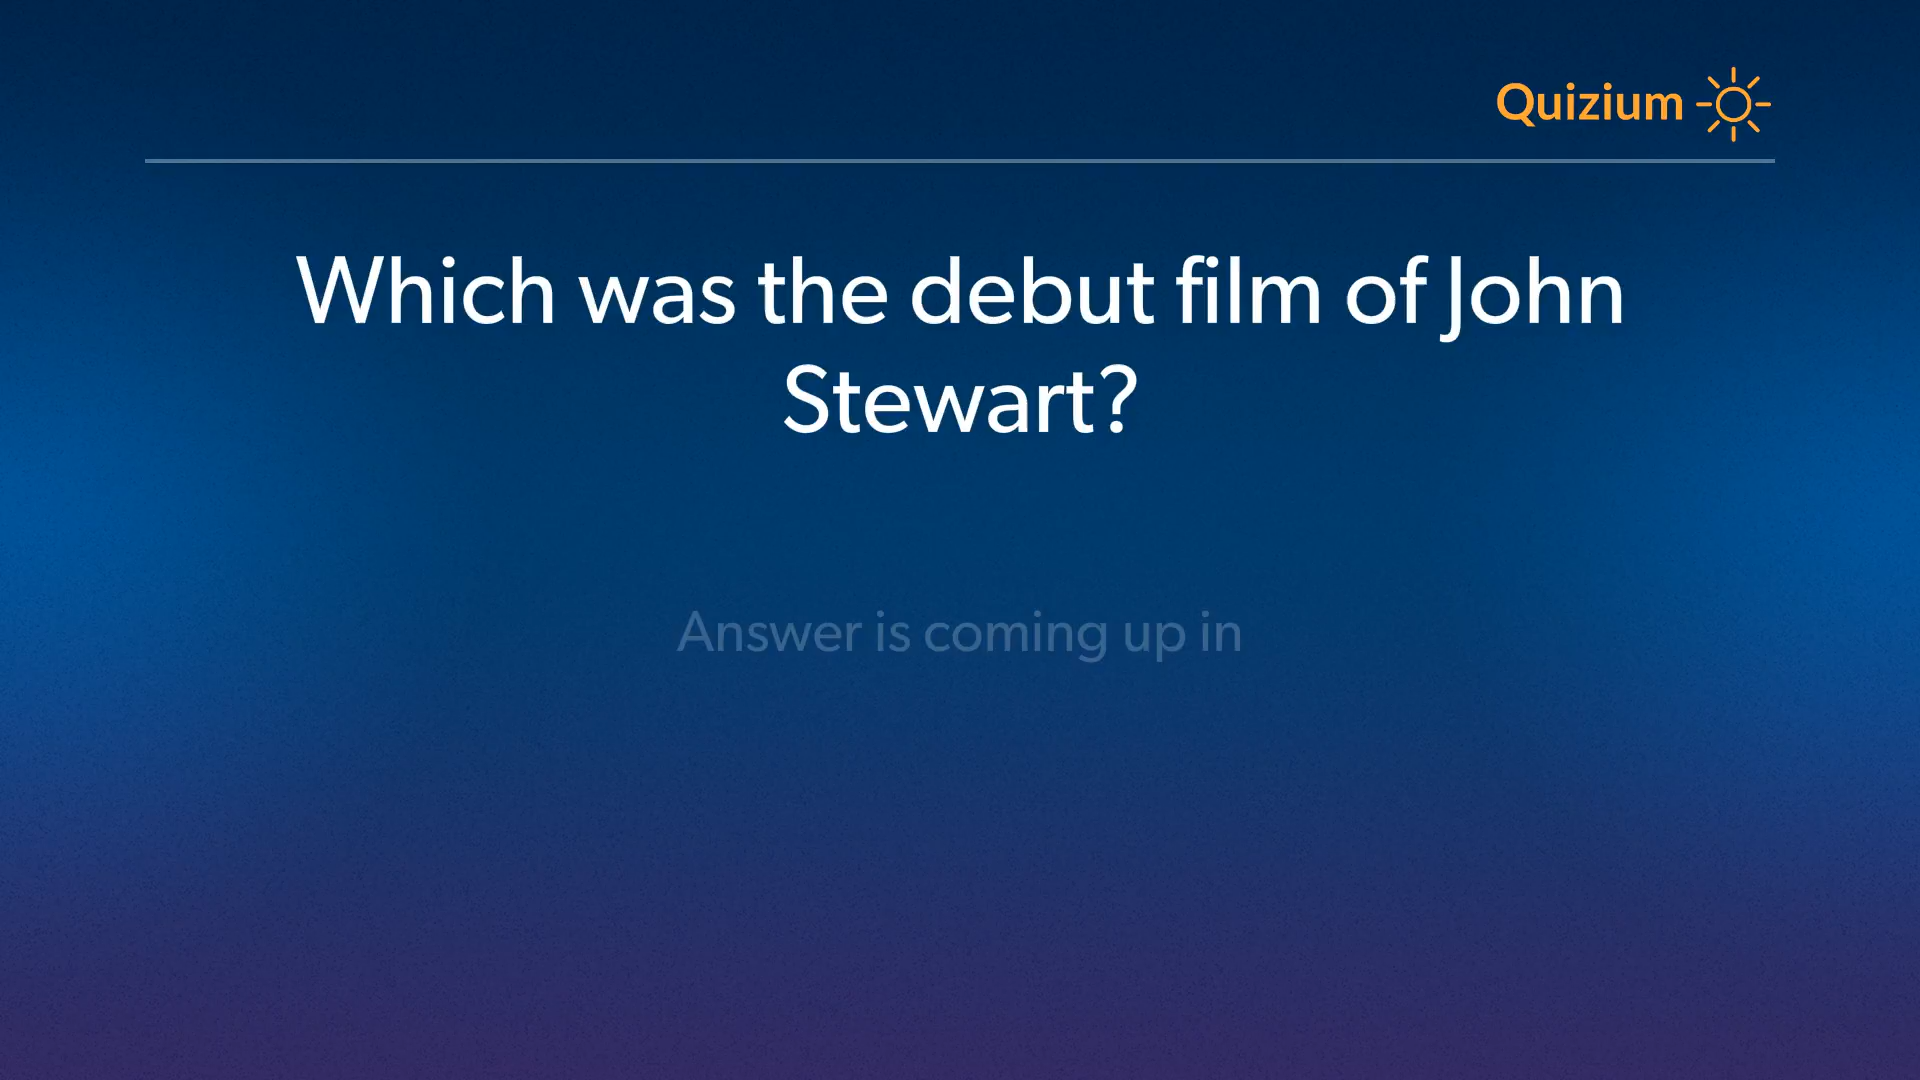 Quizium
Which was the debut film of John
Stewart?
Answer is coming up in